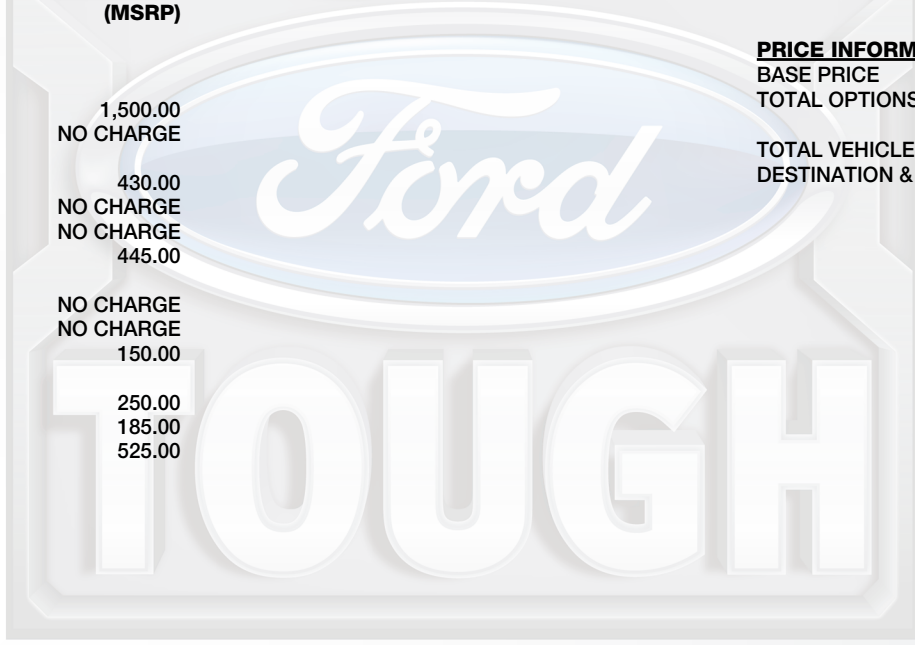 (MSRP)
1,500.00
NO CHARGE
430.00
NO CHARGE
NO CHARGE
445.00
NO CHARGE
NO CHARGE
150.00
250.00
185.00
525.00
PRICE INFORM
BASE PRICE
TOTAL OPTIONS
TOTAL VEHICLE
DESTINATION &
Ford
TOUGH